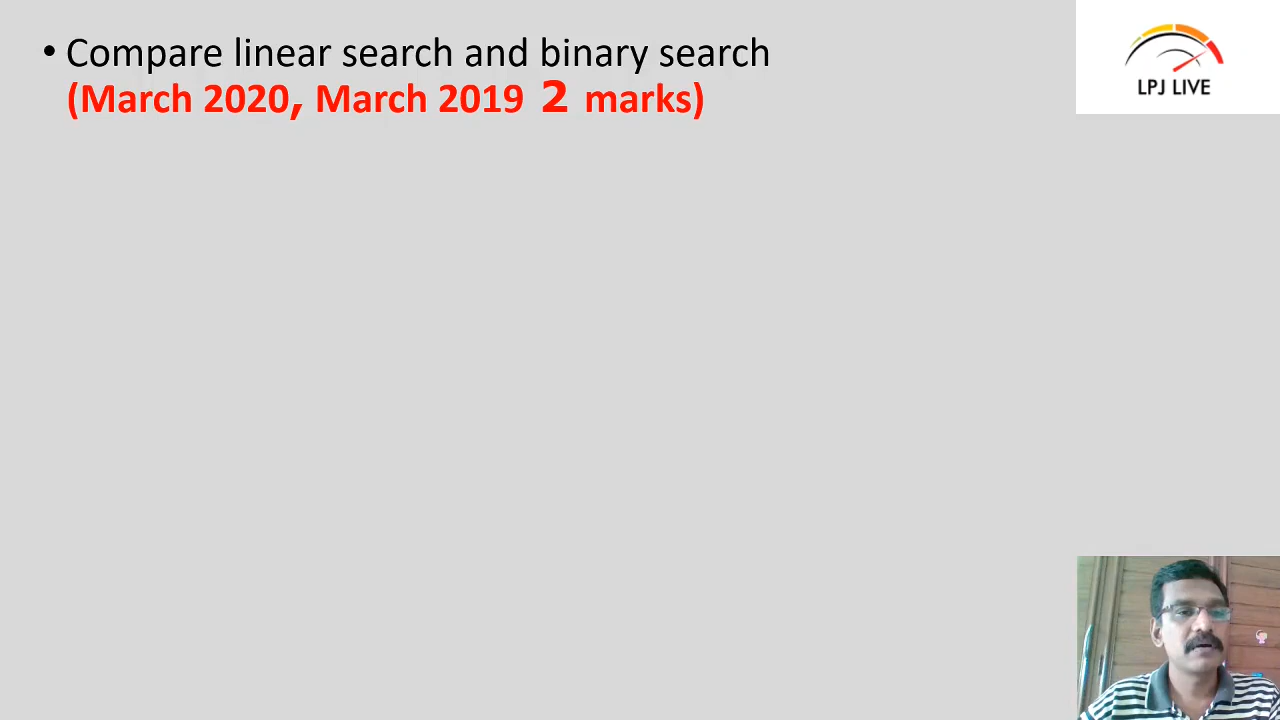 • Compare linear search and binary search
(March 2020, March 2019 2 marks)
LPJ LIVE